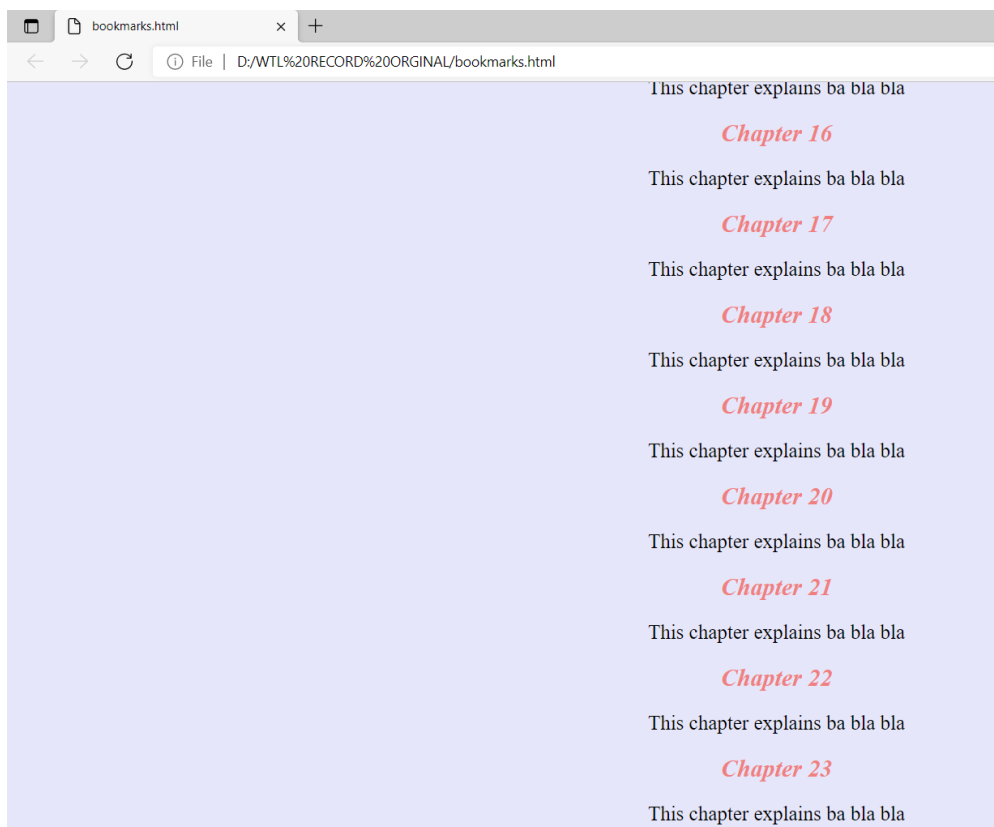 bookmarks.html
File | D:/WTL%20RECORD%20ORGINAL/bookmarks.html
This chapter explains ba bla bla
Chapter 16
This chapter explains ba bla bla
Chapter 17
This chapter explains ba bla bla
Chapter 18
This chapter explains ba bla bla
Chapter 19
This chapter explains ba bla bla
Chapter 20
This chapter explains ba bla bla
Chapter 21
This chapter explains ba bla bla
Chapter 22
This chapter explains ba bla bla
Chapter 23
This chapter explains ba bla bla